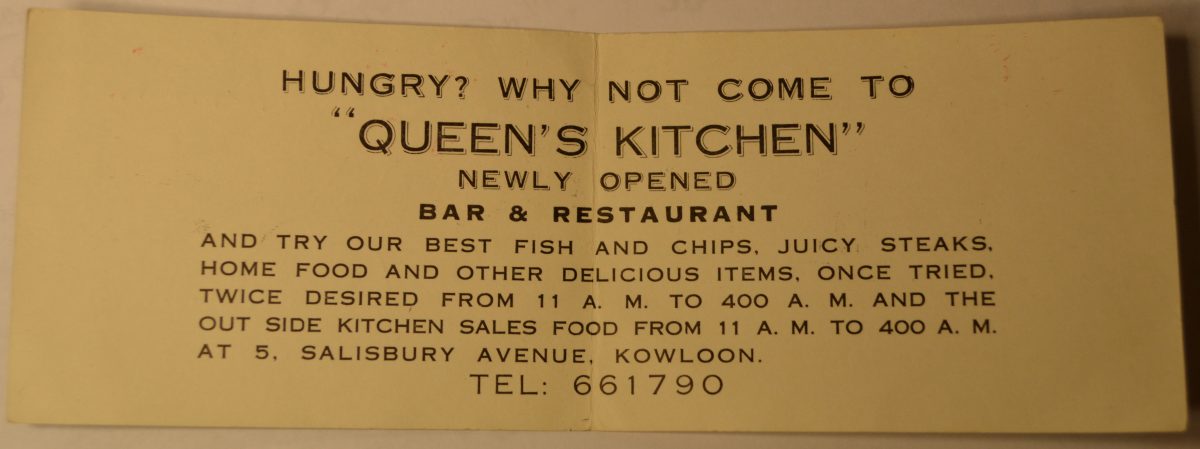 HUNGRY? WHY NOT COME TO
"QUEEN'S KITCHEN"
NEWLY OPENED
BAR & RESTAURANT
AND TRY OUR BEST FISH AND CHIPS, JUICY STEAKS,
HOME FOOD AND OTHER DELICIOUS ITEMS, ONCE TRIED,
TWICE DESIRED FROM 11 A. M. TO 400 A. M. AND THE
OUT SIDE KITCHEN SALES FOOD FROM 11 A. M. TO 400 A. M.
AT 5, SALISBURY AVENUE, KOWLOON.
TEL: 661790